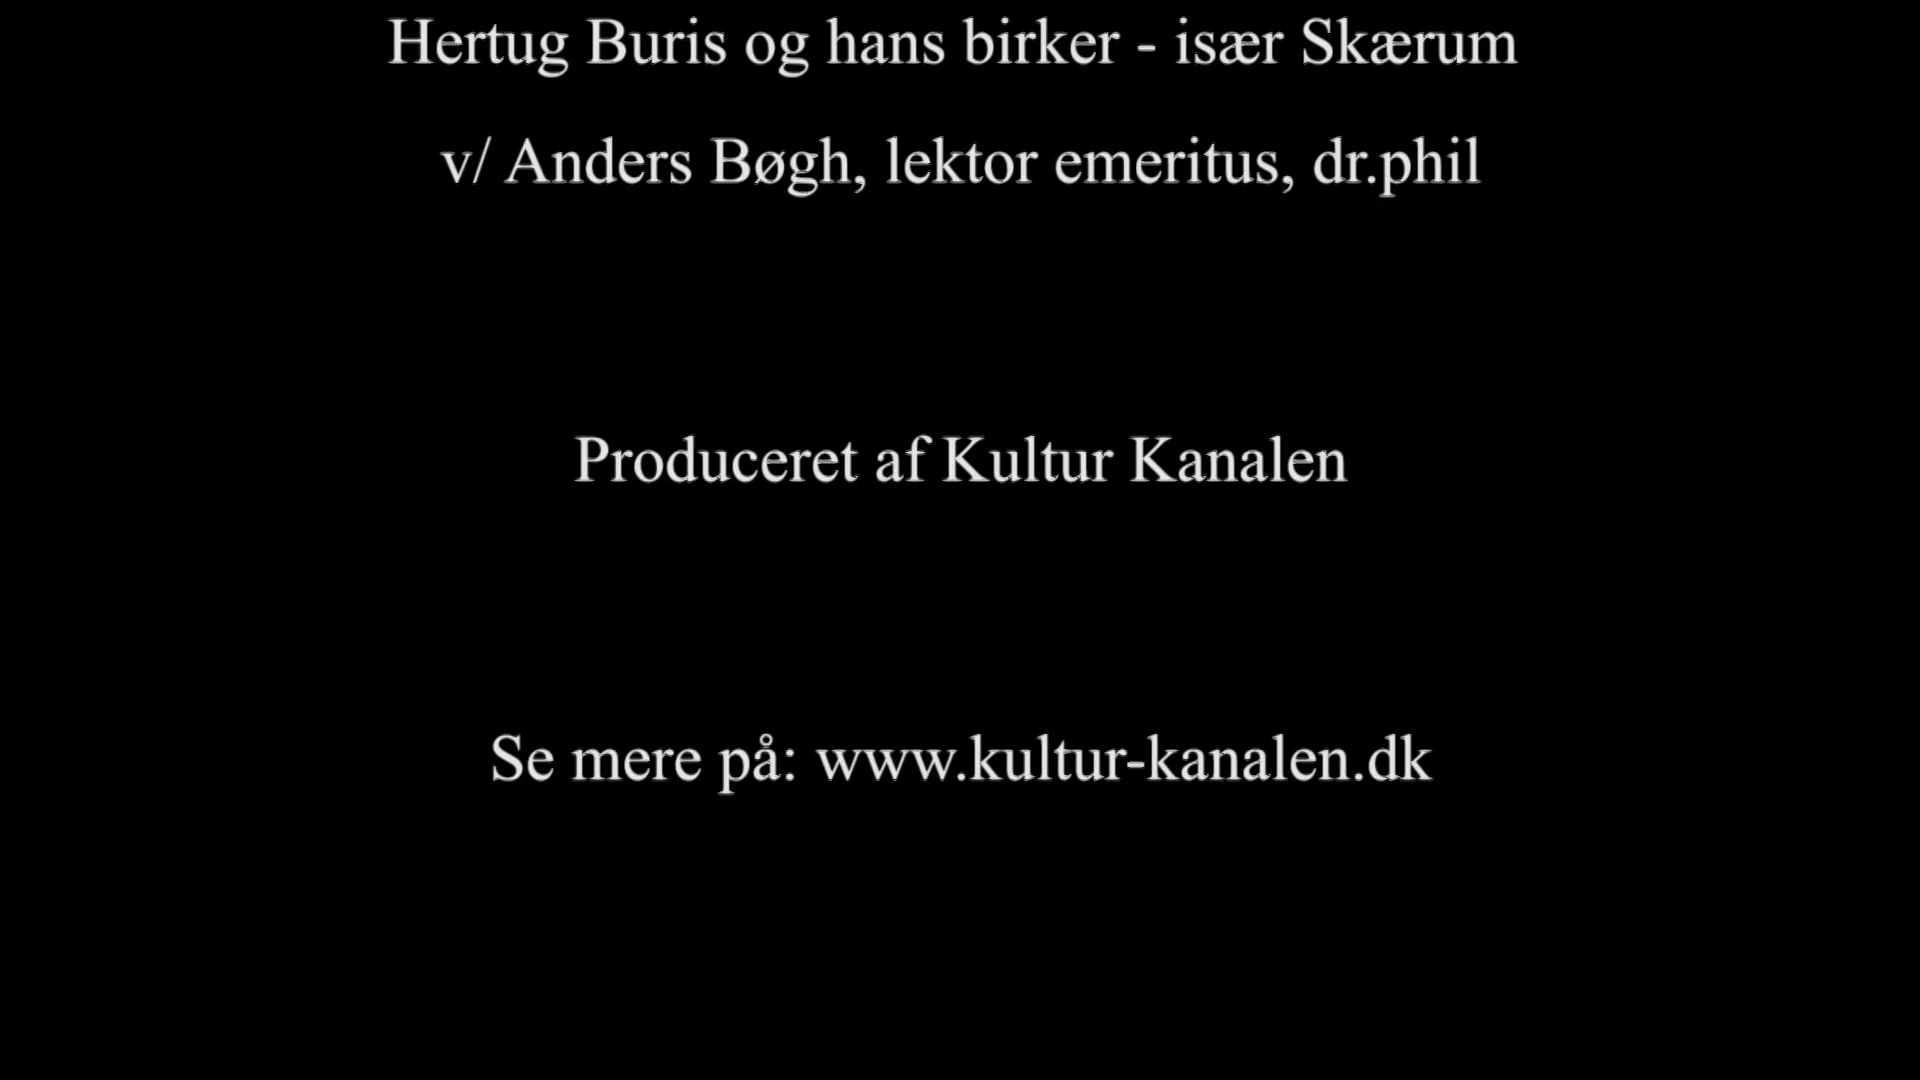 Hertug Buris og hans birker - især Skærum
v/ Anders Bøgh, lektor emeritus, dr.phil
Produceret af Kultur Kanalen
Se mere på: www.kultur-kanalen.dk